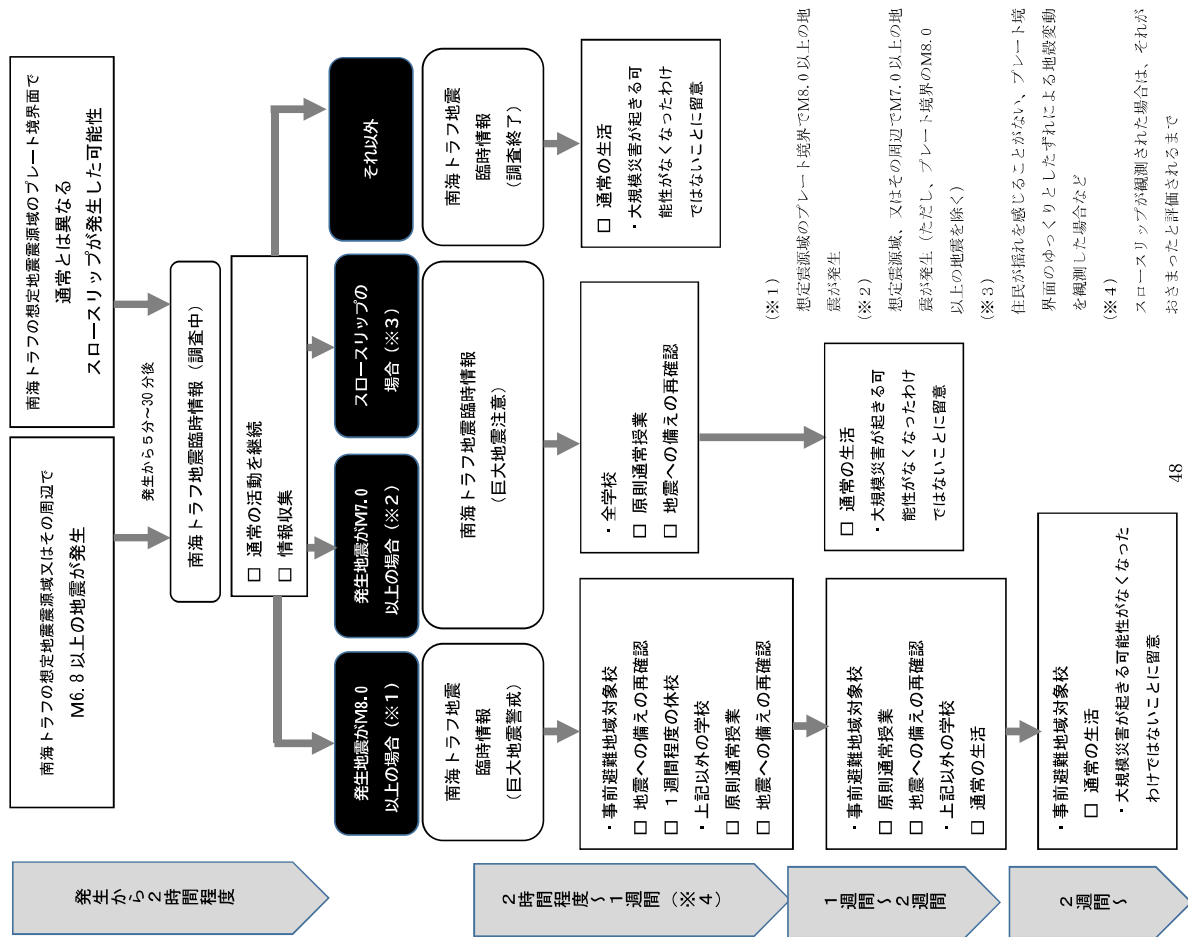 発生から２時間程度
南海トラフの想定地震震源域又はその周辺で
M6.8以上の地震が発生
南海トラフの想定地震震源域のプレート境界面で
通常とは異なる
スロースリップが発生した可能性
発生から５分～30分後
南海トラフ地震臨時情報（調査中）
□ 通常の活動を継続
□ 情報収集
発生地震がM8.0
以上の場合（※１）
発生地震がM7.0
以上の場合（※２）
スロースリップの
場合（※３）
それ以外
南海トラフ地震
臨時情報
（巨大地震警戒）
南海トラフ地震臨時情報
（巨大地震注意）
南海トラフ地震
臨時情報
（調査終了）
２時間程度～１週間（※４）
・事前避難地域対象校
□ 地震への備えの再確認
□ １週間程度の休校
・上記以外の学校
□ 原則通常授業
□ 地震への備えの再確認
・全学校
□ 原則通常授業
□ 地震への備えの再確認
□ 通常の生活
・大規模災害が起きる可
能性がなくなったわけ
ではないことに留意
１週間～２週間
・事前避難地域対象校
□ 原則通常授業
□ 地震への備えの再確認
・上記以外の学校
□ 通常の生活
□ 通常の生活
・大規模災害が起きる可
能性がなくなったわけ
ではないことに留意
２週間～
・事前避難地域対象校
□ 通常の生活
・大規模災害が起きる可能性がなくなった
わけではないことに留意
（※１）
想定震源域のプレート境界でM8.0以上の地
震が発生
（※２）
想定震源域、又はその周辺でM7.0以上の地
震が発生（ただし、プレート境界のM8.0
以上の地震を除く）
（※３）
住民が揺れを感じることがない、プレート境
界面のゆっくりとしたずれによる地殻変動
を観測した場合など
（※４）
スロースリップが観測された場合は、それが
おさまったと評価されるまで
48